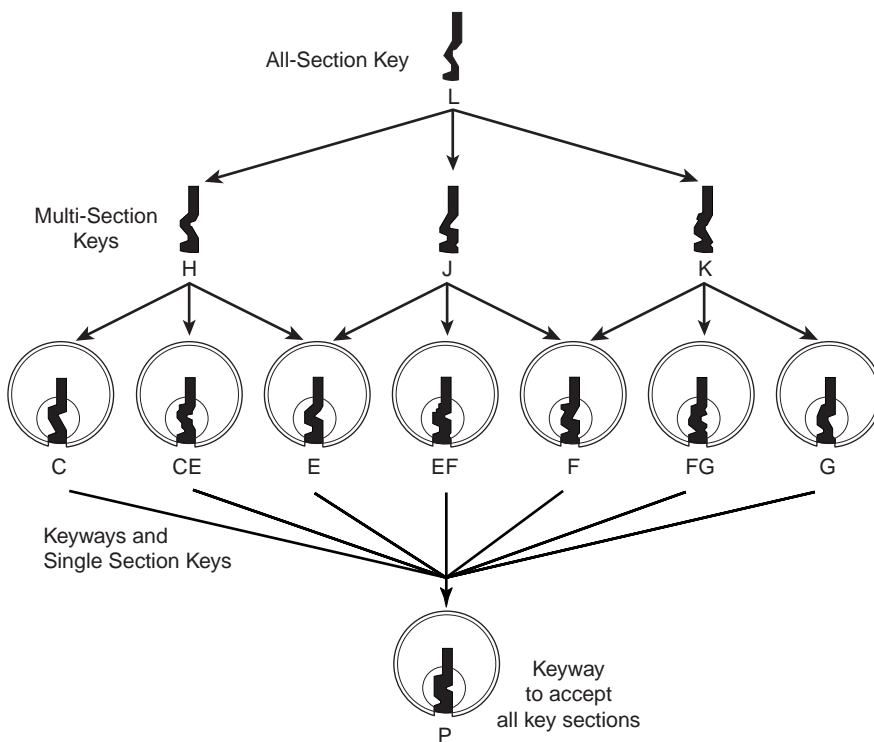 All-Section Key
L
Multi-Section
Keys
H
J
K
C
CE
E
EF
F
FG
G
Keyways and
Single Section Keys
Keyway
to accept
all key sections
P